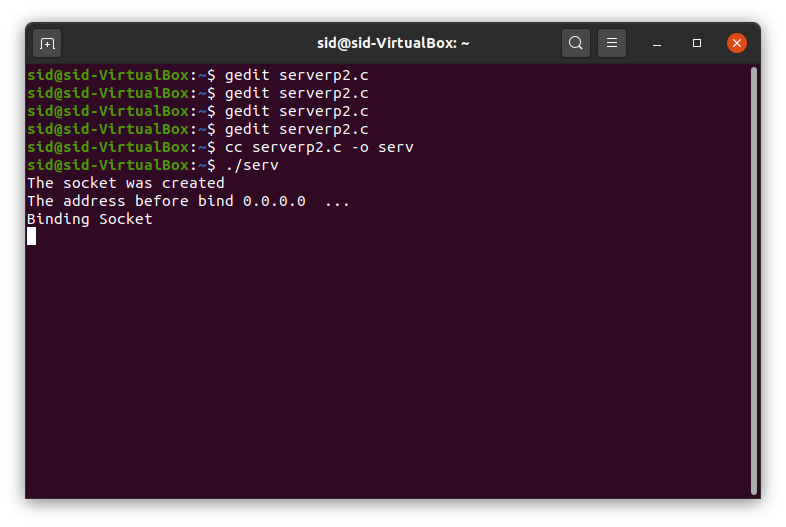 sid@sid-VirtualBox: ~
sid@sid-VirtualBox:~$ gedit serverp2.c
sid@sid-VirtualBox:~$ gedit serverp2.c
sid@sid-VirtualBox:~$ gedit serverp2.c
sid@sid-VirtualBox:~$ gedit serverp2.c
sid@sid-VirtualBox:~$ cc serverp2.c -o serv
sid@sid-VirtualBox:~$ ./serv
The socket was created
The address before bind 0.0.0.0  ...
Binding Socket